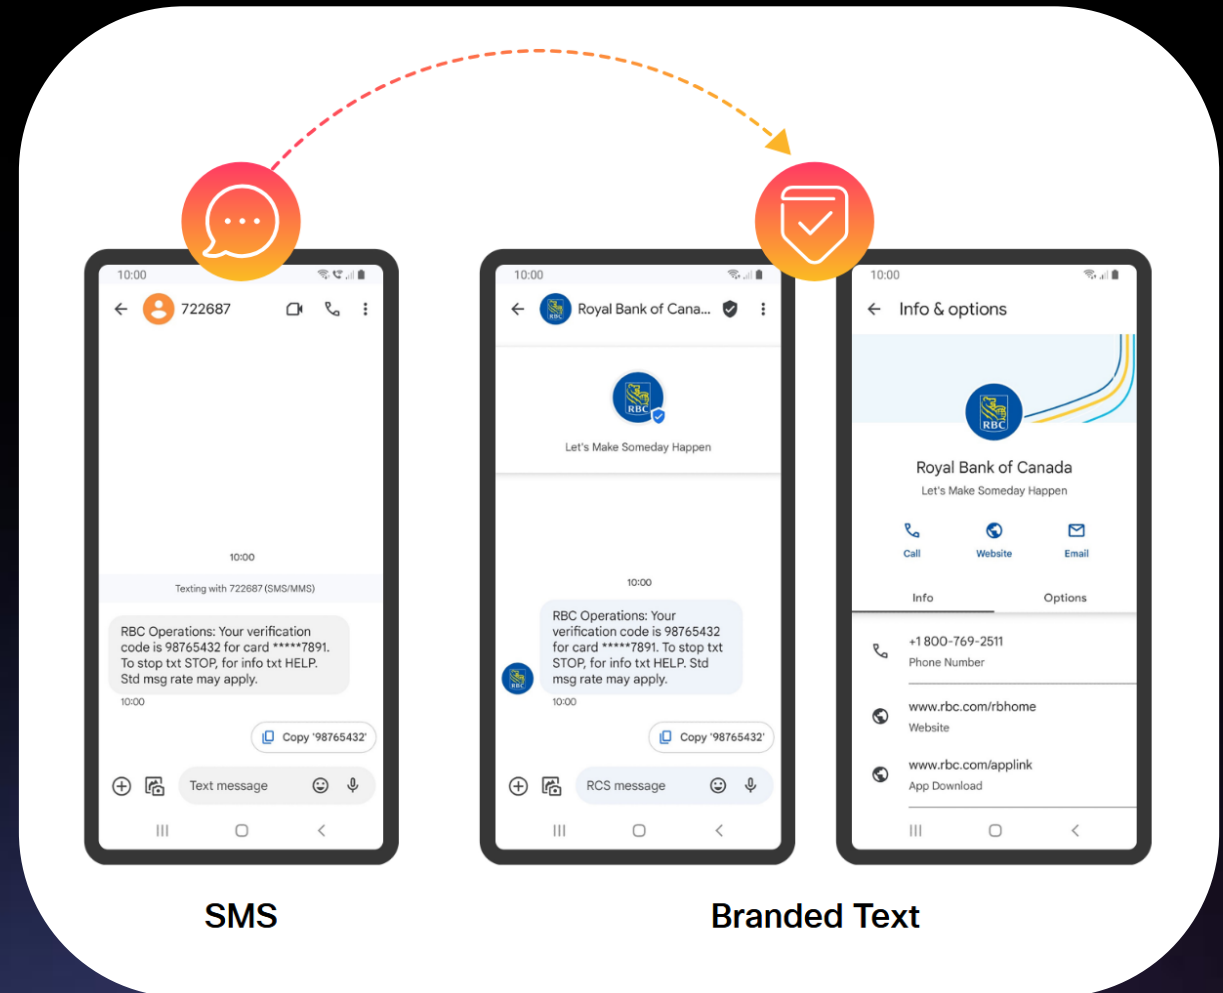 10:00
722687
10:00
Texting with 722687 (SMS/MMS)
RBC Operations: Your verification
code is 98765432 for card *****7891.
To stop txt STOP, for info txt HELP.
Std msg rate may apply.
10:00
Copy '98765432'
Text message
SMS
10:00
Royal Bank of Cana...
RBC
RBC
Let's Make Someday Happen
10:00
RBC Operations: Your
verification code is 98765432
for card *****7891. To stop txt
STOP, for info txt HELP. Std
msg rate may apply.
RBC
10:00
Copy '98765432'
RCS message
10:00
Info & options
RBC
Royal Bank of Canada
Let's Make Someday Happen
Call
Website
Email
Info
Options
+1 800-769-2511
Phone Number
www.rbc.com/rbhome
Website
www.rbc.com/applink
App Download
Branded Text